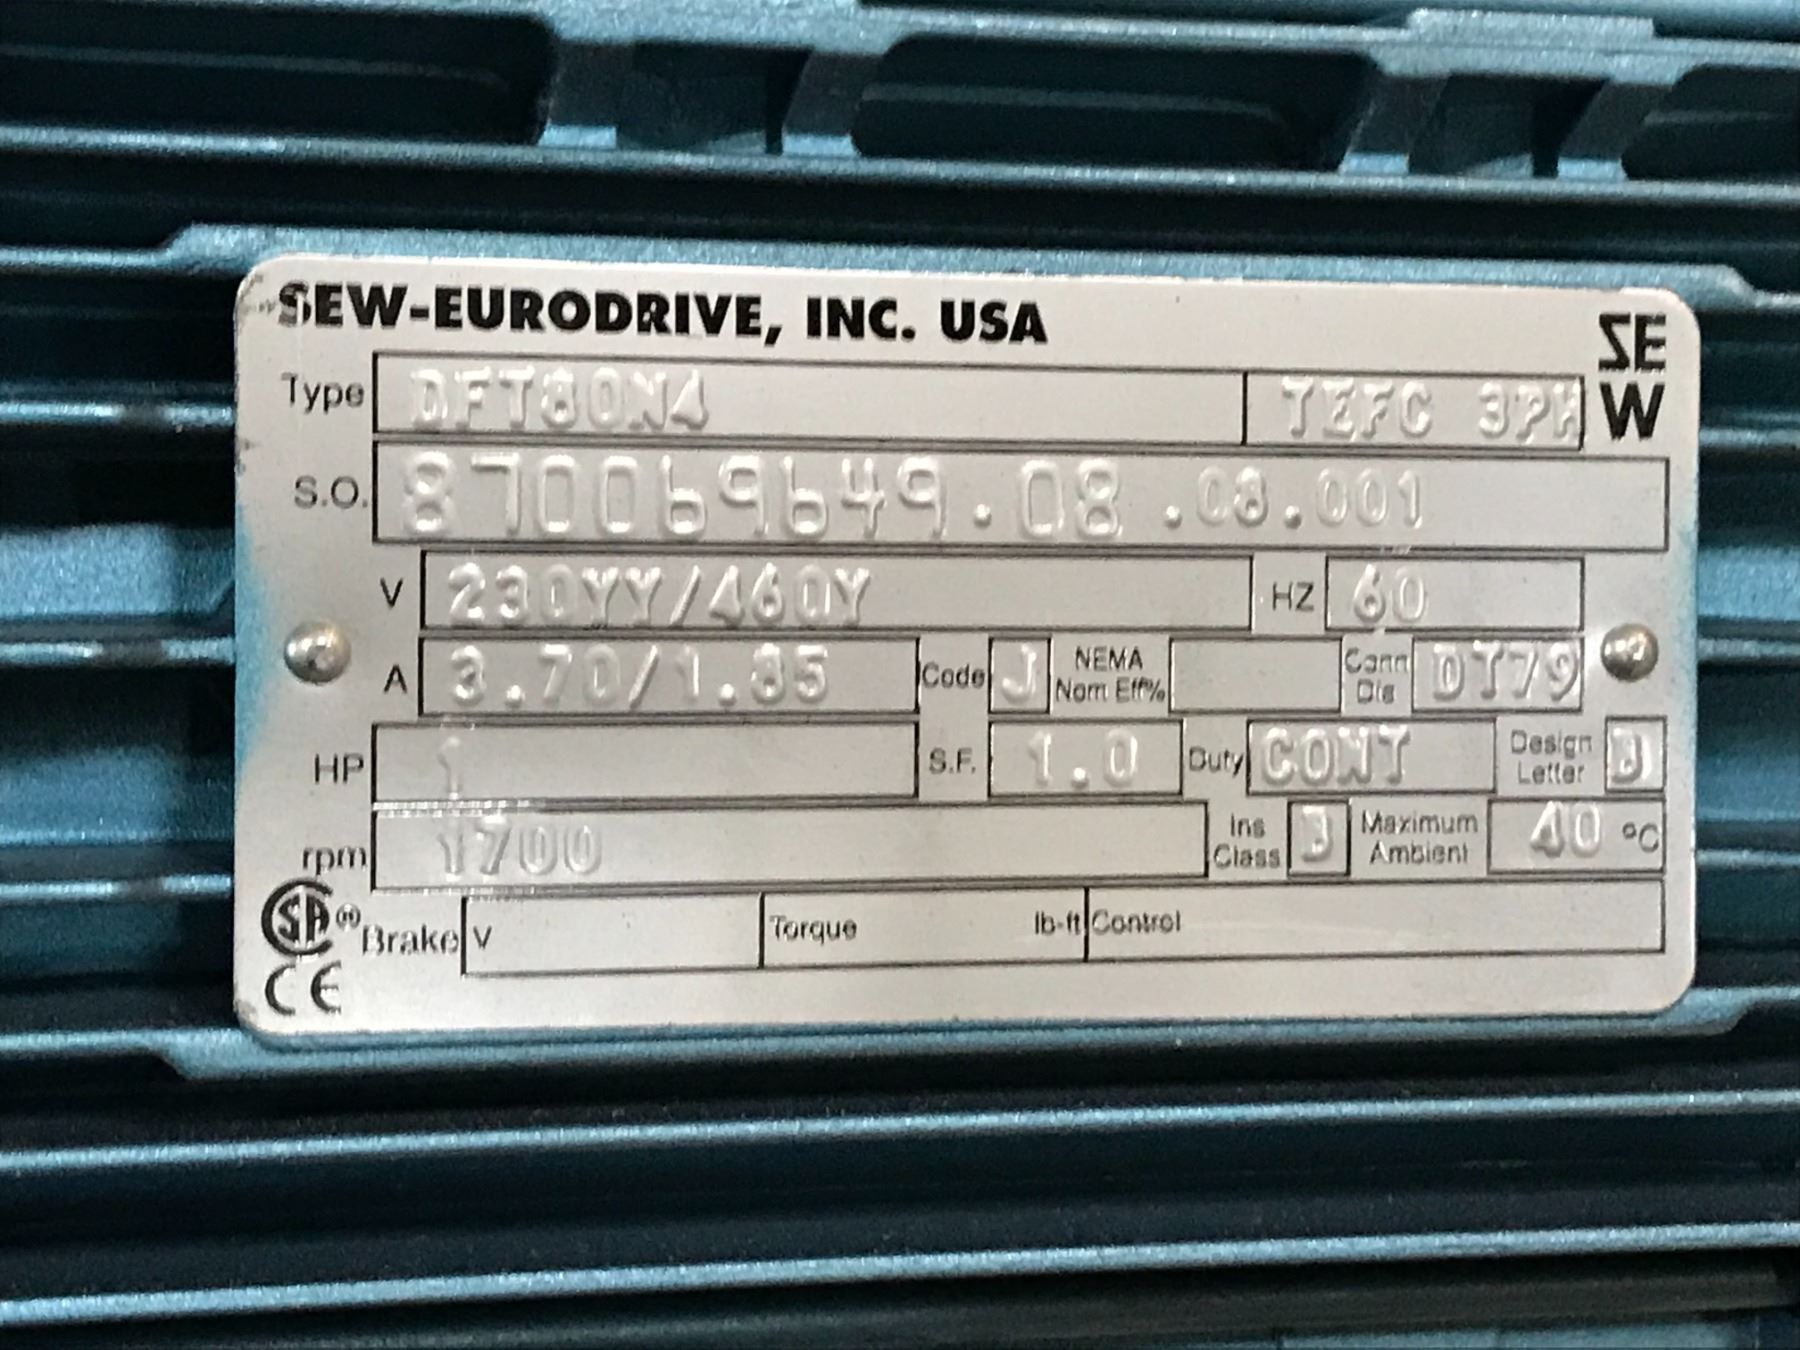 SEW-EURODRIVE, INC. USA
SE
W
Type DFT80N4 TEFC 3PH
S.O. 870069649.08 .08.001
V 230YY/460Y HZ 60
A 3.70/1.85 Code J NEMA Nom Eff% Conn Dia DT79
HP 1 S.F. 1.0 Duty CONT Design Letter B
rpm 1700 Ins Class B Maximum Ambient 40 °C
SA ® Brake V Torque lb-ft Control
CE